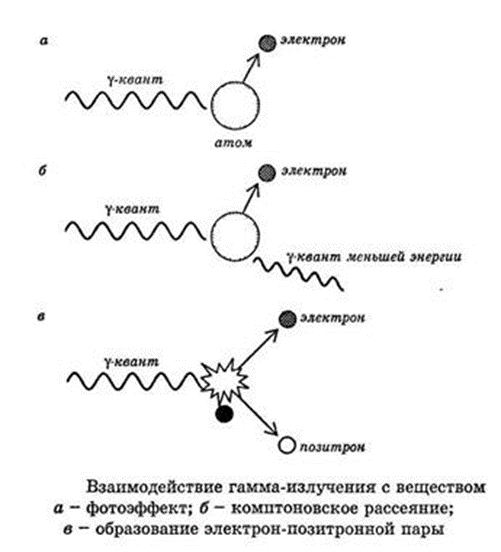 а
электрон
γ-квант
атом
б
электрон
γ-квант
γ-квант меньшей энергии
в
электрон
γ-квант
позитрон
Взаимодействие гамма-излучения с веществом
а – фотоэффект; б – комптоновское рассеяние;
в – образование электрон-позитронной пары